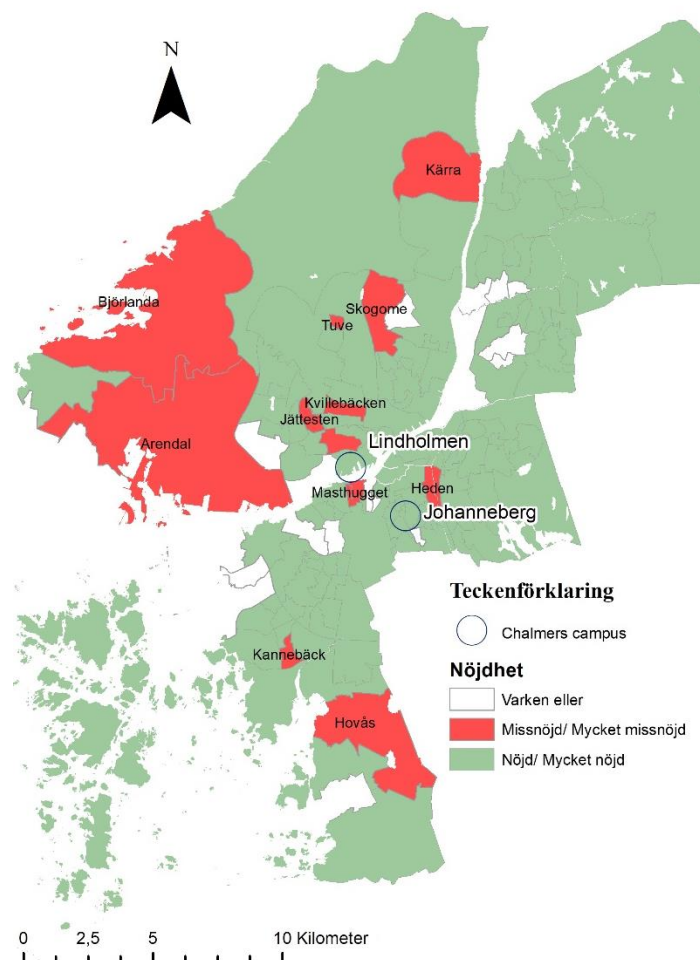 N
Kärra
Björlanda
Skogome
Tuve
Kvillebäcken
Jättesten
Lindholmen
Arendal
Masthugget
Heden
Johanneberg
Teckenförklaring
Chalmers campus
Nöjdhet
Varken eller
Missnöjd/ Mycket missnöjd
Nöjd/ Mycket nöjd
Kannebäck
Hovås
0 2,5 5 10 Kilometer